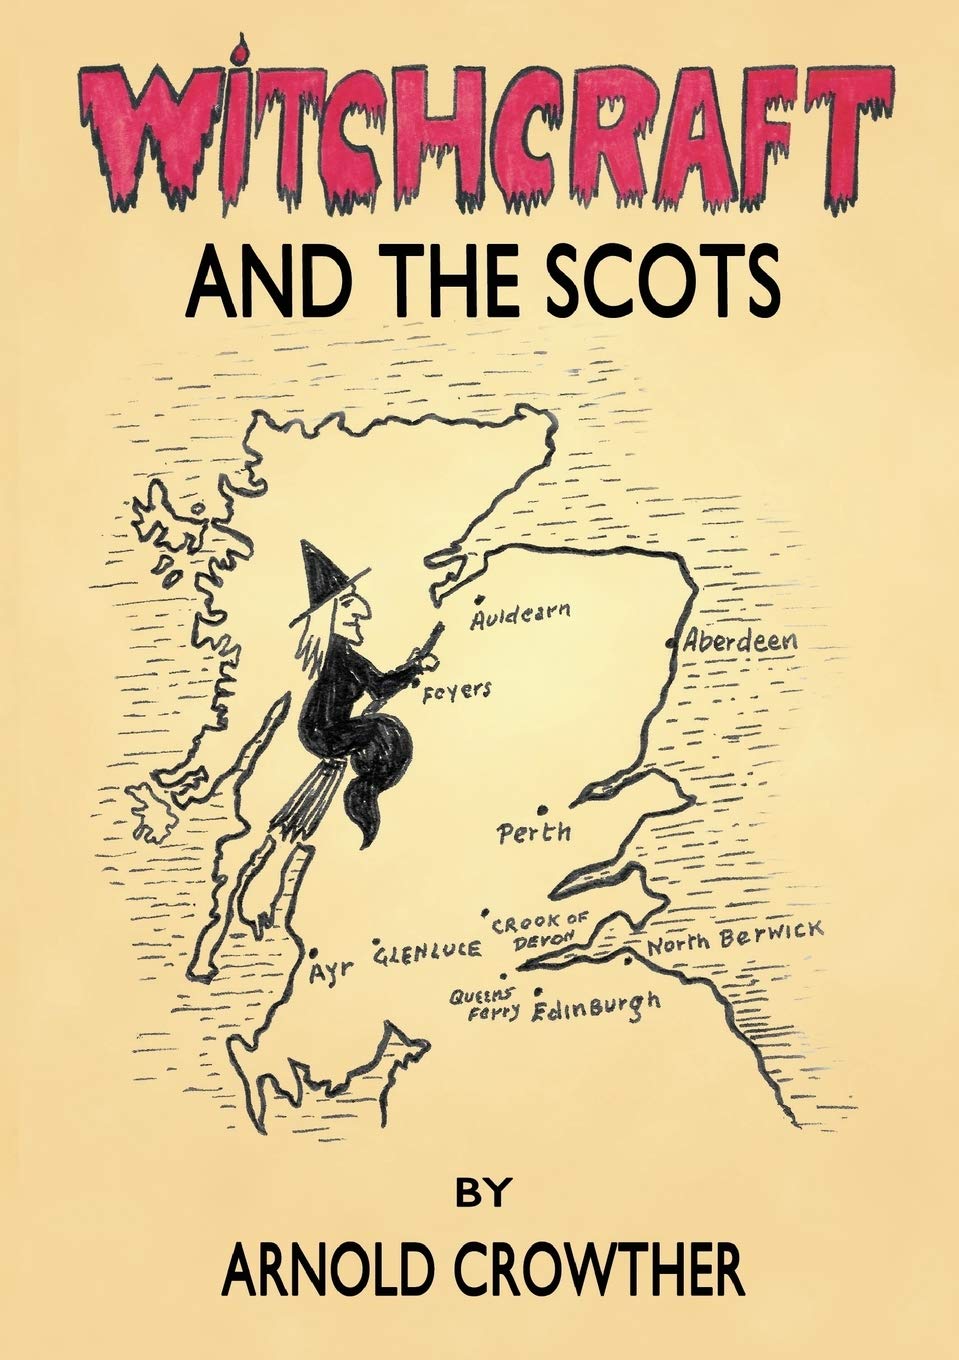 WiTCHCRAFT
AND THE SCOTS
Auldearn
Aberdeen
Foyers
Perth
CROOK OF
DEVON
North BerwICK
GLENLUCE
Ayr
QUEENS
Ferry
EdinBurgh
BY
ARNOLD CROWTHER